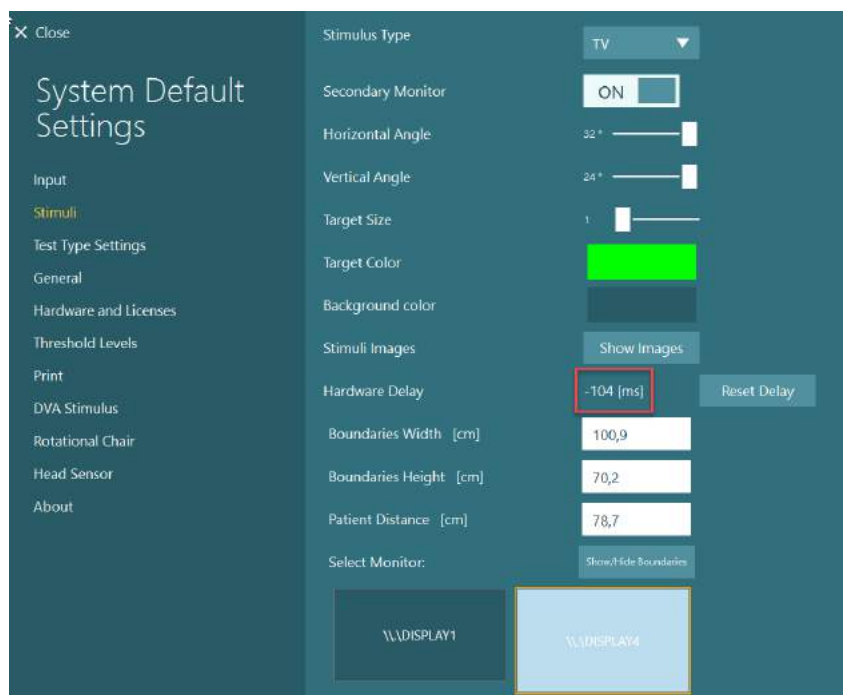 Close
System Default
Settings
Input
Stimuli
Test Type Settings
General
Hardware and Licenses
Threshold Levels
Print
DVA Stimulus
Rotational Chair
Head Sensor
About
Stimulus Type
TV
Secondary Monitor
ON
Horizontal Angle
32 °
Vertical Angle
24 °
Target Size
1
Target Color
Background color
Stimuli Images
Show Images
Hardware Delay
-104 [ms]
Reset Delay
Boundaries Width [cm]
100,9
Boundaries Height [cm]
70,2
Patient Distance [cm]
78,7
Select Monitor:
Show/Hide Boundaries
\\.\DISPLAY1
\\.\DISPLAY4